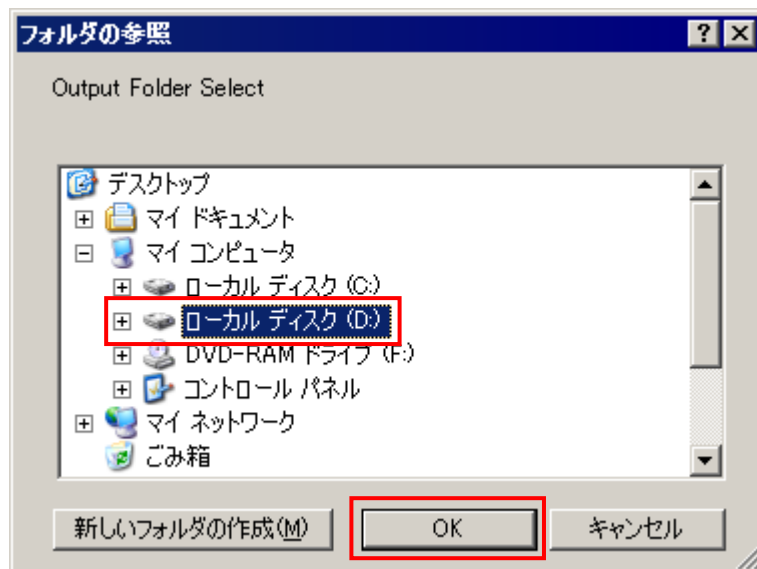 フォルダの参照
Output Folder Select
デスクトップ
マイ ドキュメント
マイ コンピュータ
ローカル ディスク (C:)
ローカル ディスク (D:)
DVD-RAM ドライブ (F:)
コントロール パネル
マイ ネットワーク
ごみ箱
新しいフォルダの作成(M) OK キャンセル